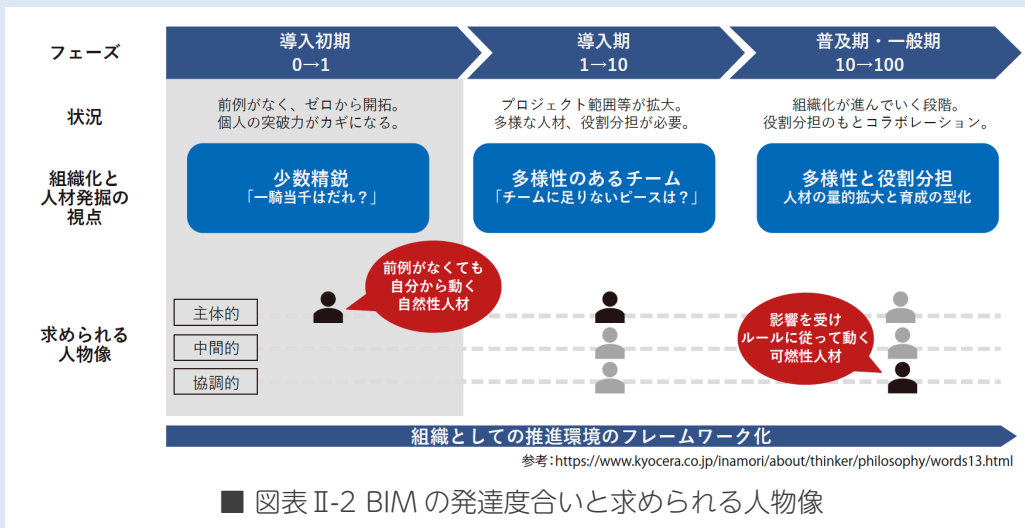 フェーズ
導入初期
0→1
導入期
1→10
普及期・一般期
10→100
状況
前例がなく、ゼロから開拓。
個人の突破力がカギになる。
プロジェクト範囲等が拡大。
多様な人材、役割分担が必要。
組織化が進んでいく段階。
役割分担のもとコラボレーション。
組織化と
人材発掘の
視点
少数精鋭
「一騎当千はだれ?」
多様性のあるチーム
「チームに足りないピースは?」
多様性と役割分担
人材の量的拡大と育成の型化
求められる
人物像
主体的
中間的
協調的
前例がなくても
自分から動く
自然性人材
影響を受け
ルールに従って動く
可燃性人材
組織としての推進環境のフレームワーク化
参考:https://www.kyocera.co.jp/inamori/about/thinker/philosophy/words13.html
■ 図表Ⅱ-2 BIMの発達度合いと求められる人物像